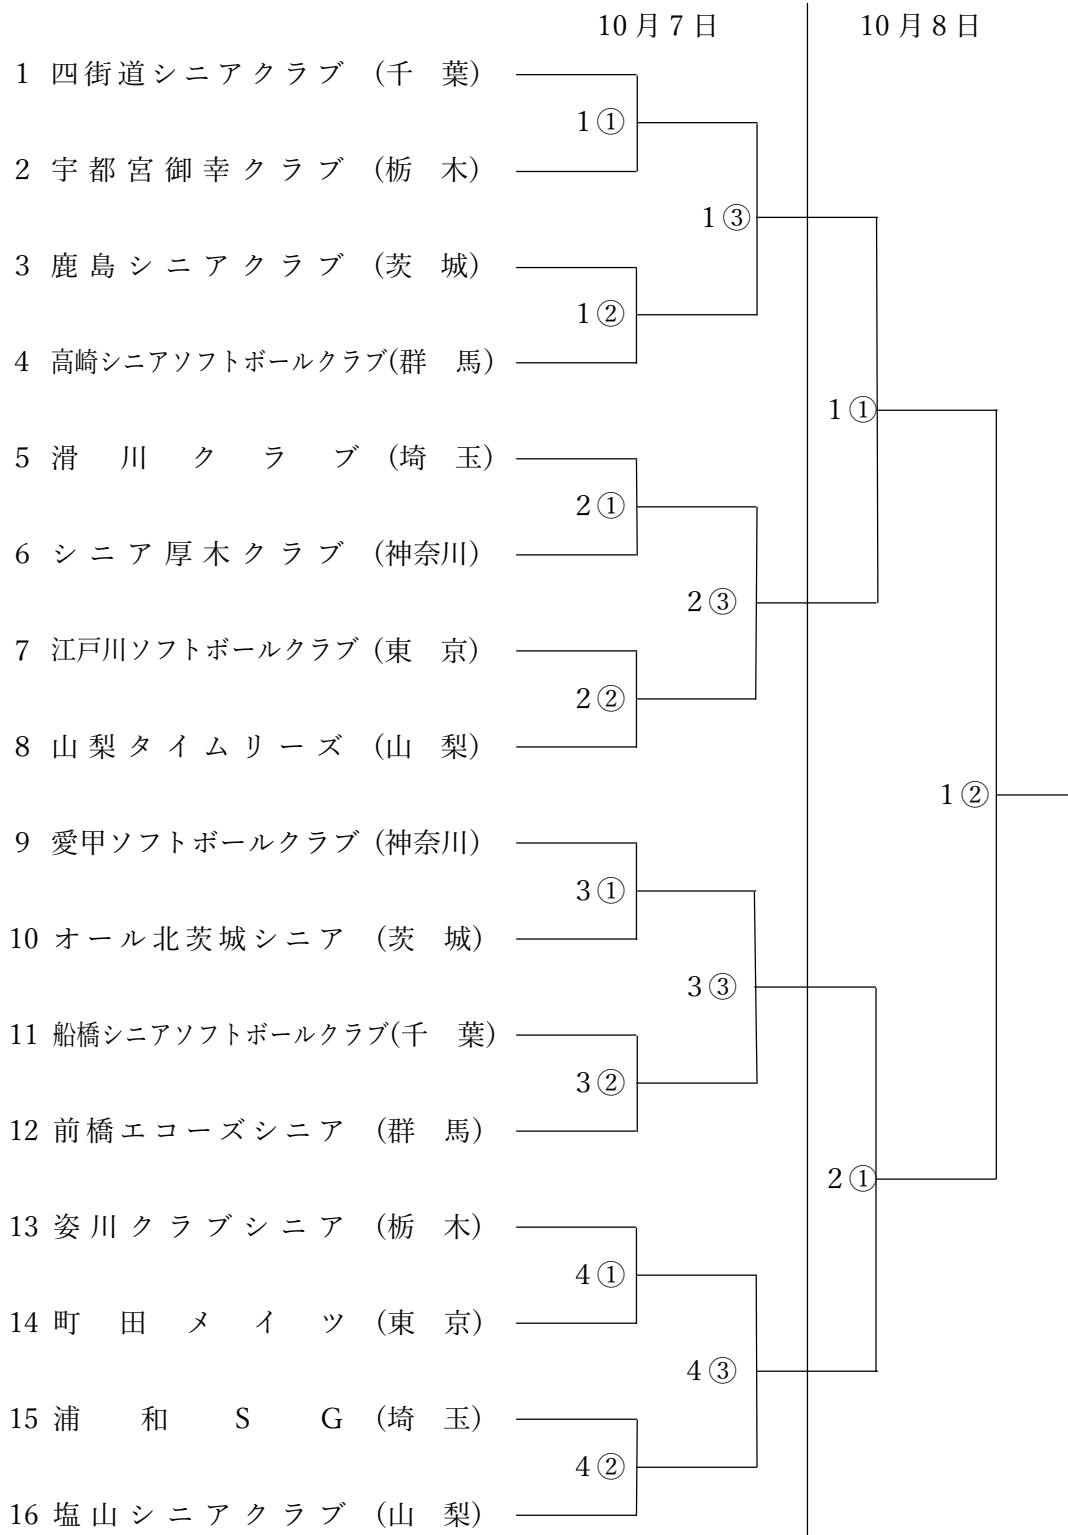 10月7日 10月8日
1 四街道シニアクラブ (千 葉)
1①
2 宇都宮御幸クラブ (栃 木)
1③
3 鹿島シニアクラブ (茨 城)
1②
4 高崎シニアソフトボールクラブ(群 馬)
1①
5 滑川クラブ (埼 玉)
2①
6 シニア厚木クラブ (神奈川)
2③
7 江戸川ソフトボールクラブ (東 京)
2②
8 山梨タイムリーズ (山 梨)
1②
9 愛甲ソフトボールクラブ (神奈川)
3①
10 オール北茨城シニア (茨 城)
3③
11 船橋シニアソフトボールクラブ(千 葉)
3②
12 前橋エコーズシニア (群 馬)
2①
13 姿川クラブシニア (栃 木)
4①
14 町田メイツ (東 京)
4③
15 浦和SG (埼 玉)
4②
16 塩山シニアクラブ (山 梨)